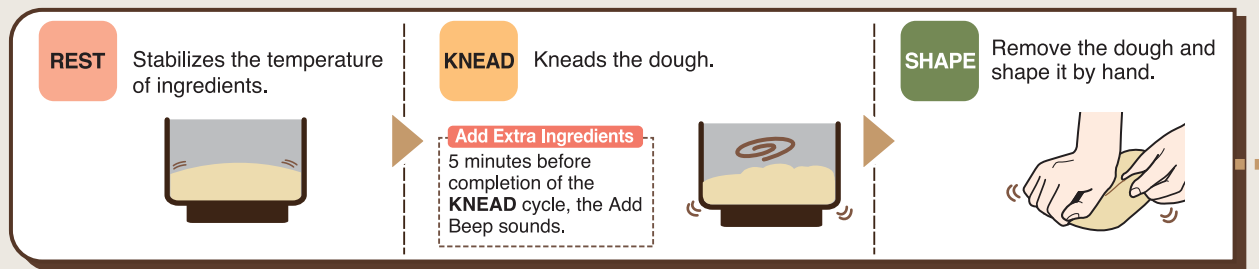 REST
Stabilizes the temperature
of ingredients.
KNEAD
Kneads the dough.
Add Extra Ingredients
5 minutes before
completion of the
KNEAD cycle, the Add
Beep sounds.
SHAPE
Remove the dough and
shape it by hand.